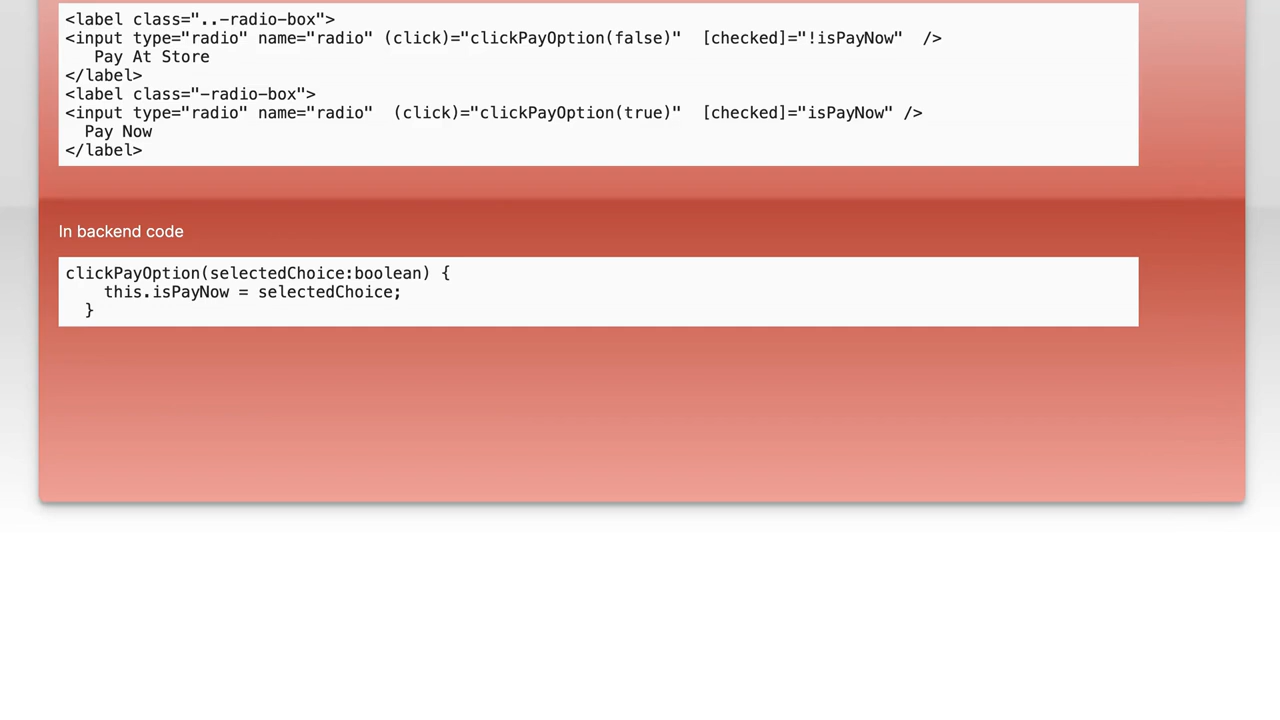 <label class="..-radio-box">
<input type="radio" name="radio" (click)="clickPayOption(false)"  [checked]="!isPayNow"  />
   Pay At Store
</label>
<label class="-radio-box">
<input type="radio" name="radio"  (click)="clickPayOption(true)"  [checked]="isPayNow" />
  Pay Now
</label>
In backend code
clickPayOption(selectedChoice:boolean) {
    this.isPayNow = selectedChoice;
  }